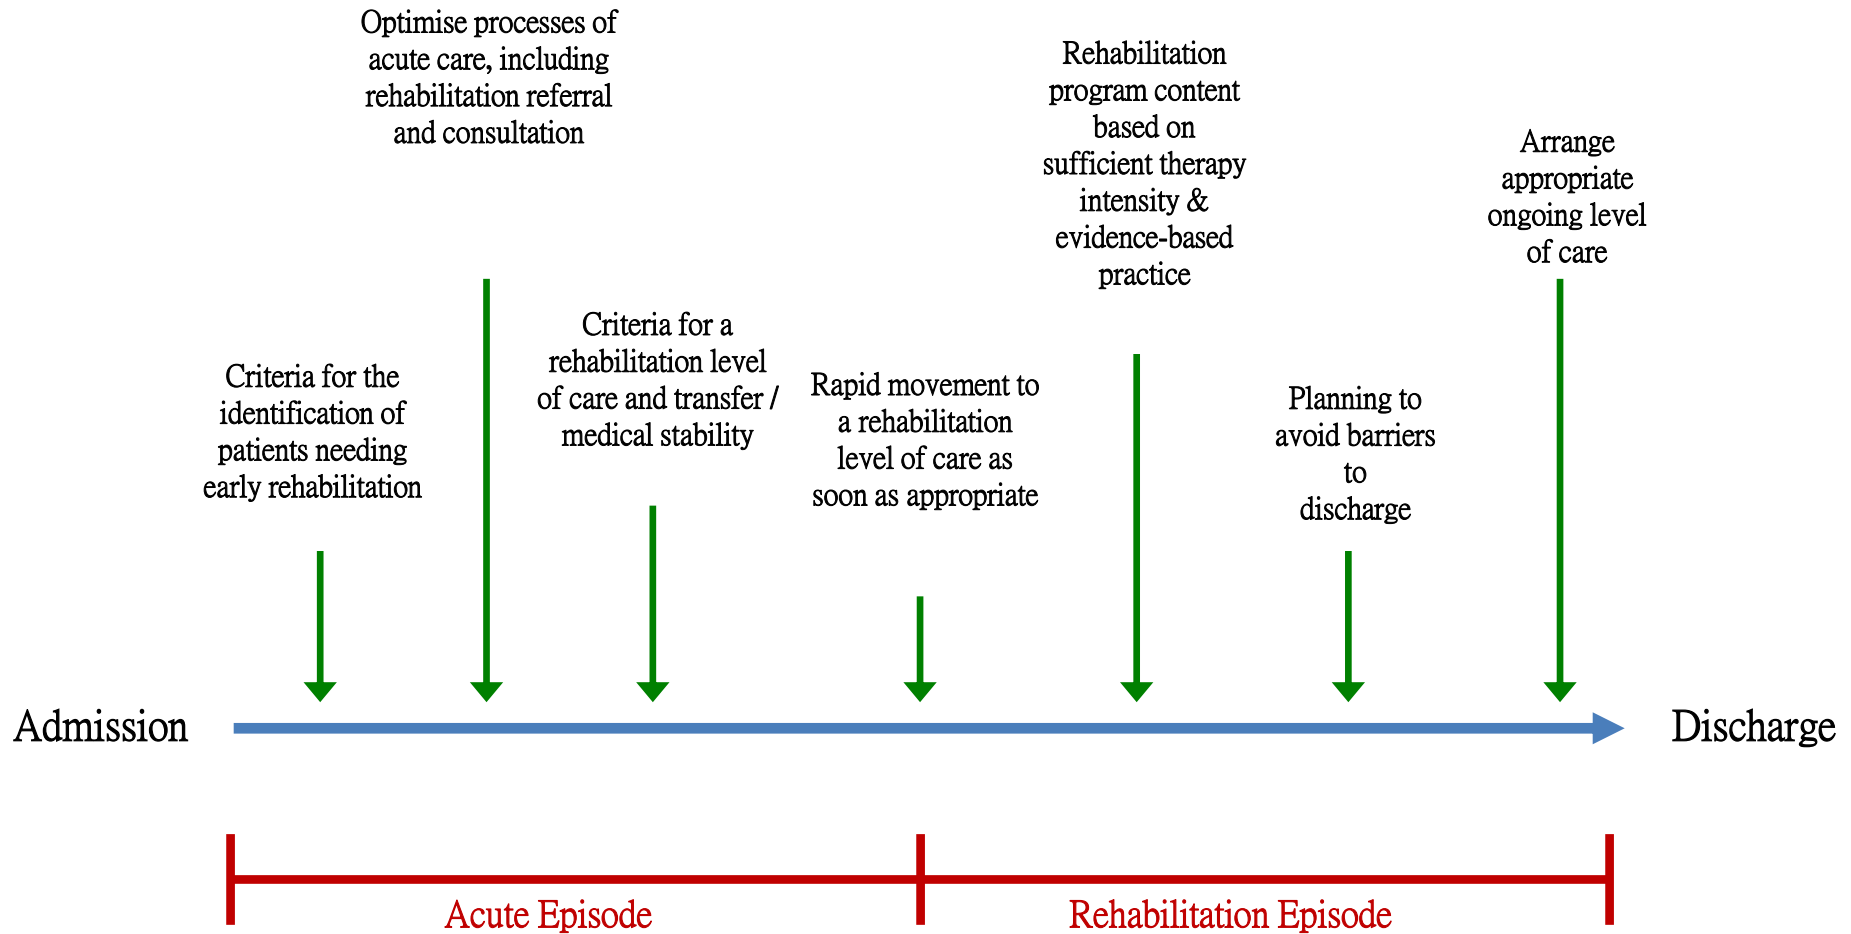 Optimise processes of
acute care, including
rehabilitation referral
and consultation
Rehabilitation
program content
based on
sufficient therapy
intensity &
evidence-based
practice
Arrange
appropriate
ongoing level
of care
Criteria for the
identification of
patients needing
early rehabilitation
Criteria for a
rehabilitation level
of care and transfer /
medical stability
Rapid movement to
a rehabilitation
level of care as
soon as appropriate
Planning to
avoid barriers
to
discharge
Admission
Discharge
Acute Episode
Rehabilitation Episode